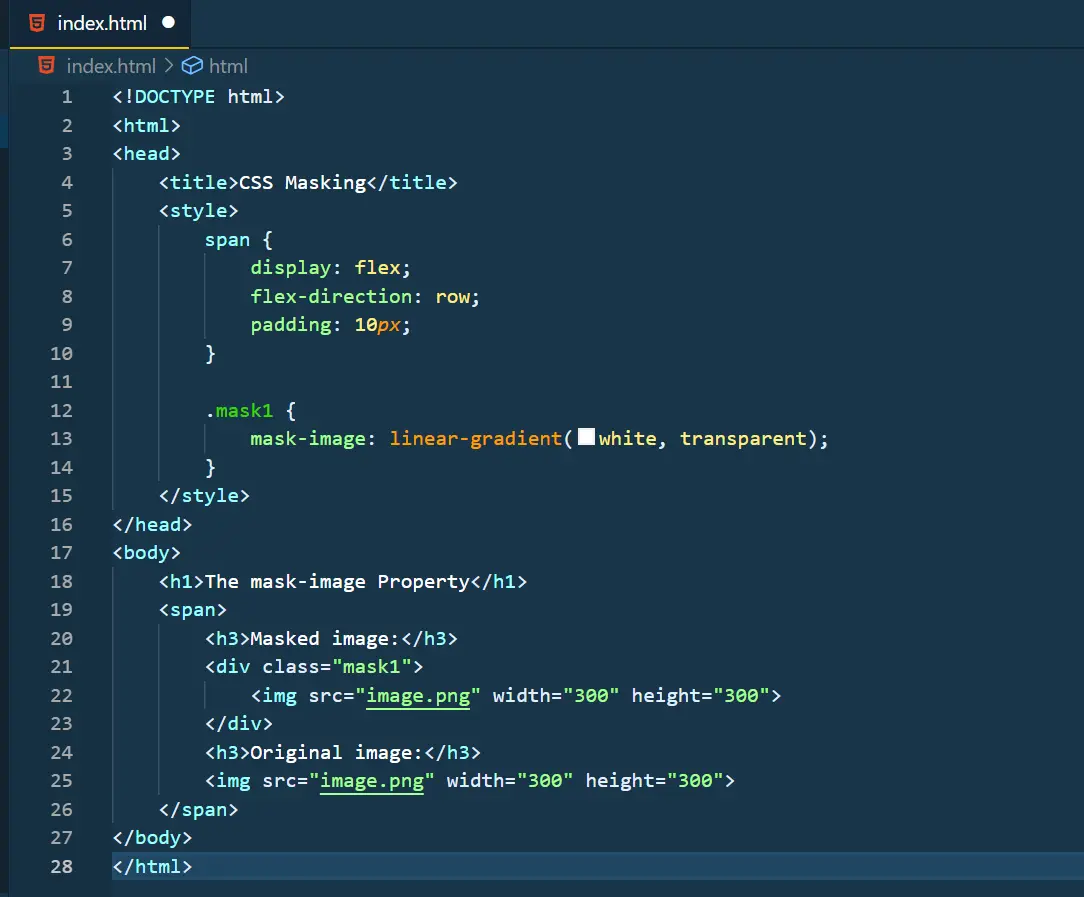 index.html
index.html > html
1 <!DOCTYPE html>
2 <html>
3 <head>
4     <title>CSS Masking</title>
5     <style>
6         span {
7             display: flex;
8             flex-direction: row;
9             padding: 10px;
10         }
11
12         .mask1 {
13             mask-image: linear-gradient(white, transparent);
14         }
15     </style>
16 </head>
17 <body>
18     <h1>The mask-image Property</h1>
19     <span>
20         <h3>Masked image:</h3>
21         <div class="mask1">
22             <img src="image.png" width="300" height="300">
23         </div>
24         <h3>Original image:</h3>
25         <img src="image.png" width="300" height="300">
26     </span>
27 </body>
28 </html>